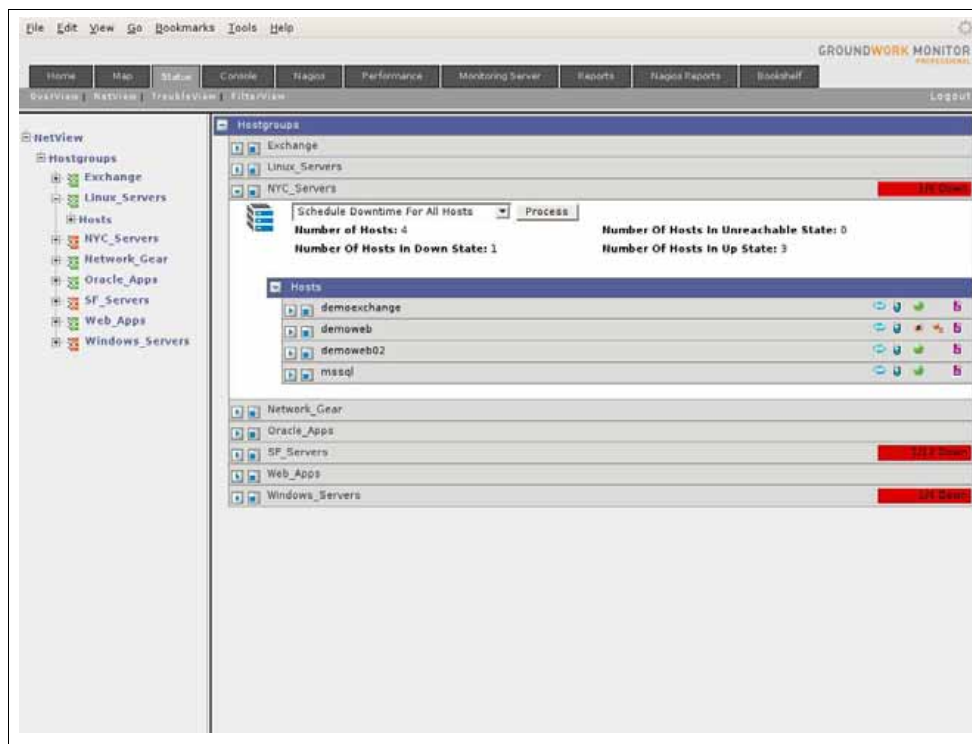 File Edit View Go Bookmarks Tools Help
GROUNDWORK MONITOR
PROFESSIONAL
Home Map Status Console Nagios Performance Monitoring Server Reports Nagios Reports Bookshelf
OverView | NetView | TroubleView | FilterView Logout
NetView
Hostgroups
Exchange
Linux_Servers
Hosts
NYC_Servers
Network_Gear
Oracle_Apps
SF_Servers
Web_Apps
Windows_Servers
Hostgroups
Exchange
Linux_Servers
NYC_Servers Down
Schedule Downtime For All Hosts Process
Number of Hosts: 4 Number Of Hosts In Unreachable State: 0
Number Of Hosts In Down State: 1 Number Of Hosts In Up State: 3
Hosts
demoexchange
demoweb
demoweb02
mssql
Network_Gear
Oracle_Apps
SF_Servers Down
Web_Apps
Windows_Servers Down